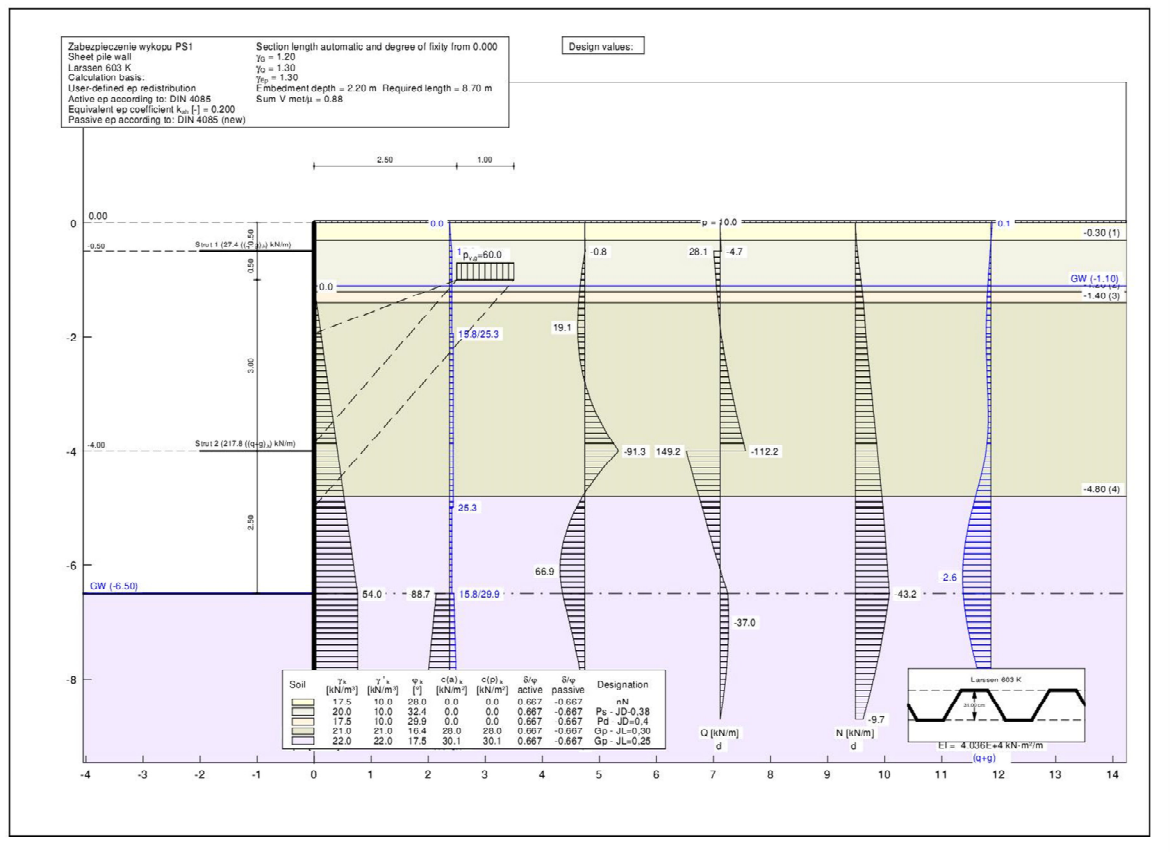 Zabezpieczenie wykopu PS1
Sheet pile wall
Larssen 603 K
Calculation basis:
User-defined ep redistribution
Active ep according to: DIN 4085
Equivalent ep coefficient kah [-] = 0.200
Passive ep according to: DIN 4085 (new)
Section length automatic and degree of fixity from 0.000
γG = 1.20
γQ = 1.30
γEp = 1.30
Embedment depth = 2.20 m Required length = 8.70 m
Sum V mot/μ = 0.88
Design values:
2.50 1.00
0 0.00 0.0 p = 10.0 0.1
-0.30 (1)
0.50
-0.50 Strut 1 (27.4 ((q+g)k) kN/m) pv,g=60.0 -0.8 28.1 -4.7
0.50
GW (-1.10)
0.0
-1.40 (3)
-2 19.8/25.3 19.1
3.00
-4 -4.00 Strut 2 (217.8 ((q+g)k) kN/m) -91.3 149.2 -112.2
-4.80 (4)
25.3
2.50
-6 66.9 2.6
GW (-6.50) 54.0 88.7 15.8/29.9 -43.2
-37.0
-8
Soil γk [kN/m³] γ'k [kN/m³] φk [°] c(a)k [kN/m²] c(p)k [kN/m²] δ/φ active δ/φ passive Designation
17.5 10.0 28.0 0.0 0.0 0.667 -0.667 nN
20.0 10.0 32.4 0.0 0.0 0.667 -0.667 Ps - JD-0,38
17.5 10.0 29.9 0.0 0.0 0.667 -0.667 Pd - JD=0,4
21.0 21.0 16.4 28.0 28.0 0.667 -0.667 Gp - JL=0,30
22.0 22.0 17.5 30.1 30.1 0.667 -0.667 Gp - JL=0,25
Larssen 603 K
-9.7
Q [kN/m]
d
N [kN/m]
d
EI = 4.036E+4 kN·m²/m
(q+g)
-4 -3 -2 -1 0 1 2 3 4 5 6 7 8 9 10 11 12 13 14